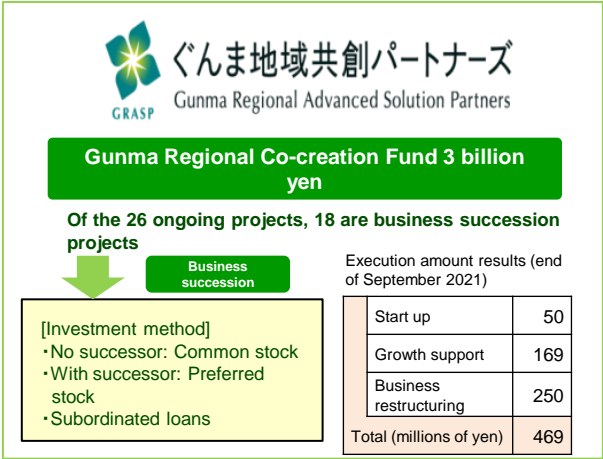 ぐんま地域共創パートナーズ
Gunma Regional Advanced Solution Partners
GRASP
Gunma Regional Co-creation Fund 3 billion
yen
Of the 26 ongoing projects, 18 are business succession
projects
Business
succession
[Investment method]
・No successor: Common stock
・With successor: Preferred
stock
・Subordinated loans
Execution amount results (end
of September 2021)
Start up 50
Growth support 169
Business
restructuring 250
Total (millions of yen) 469